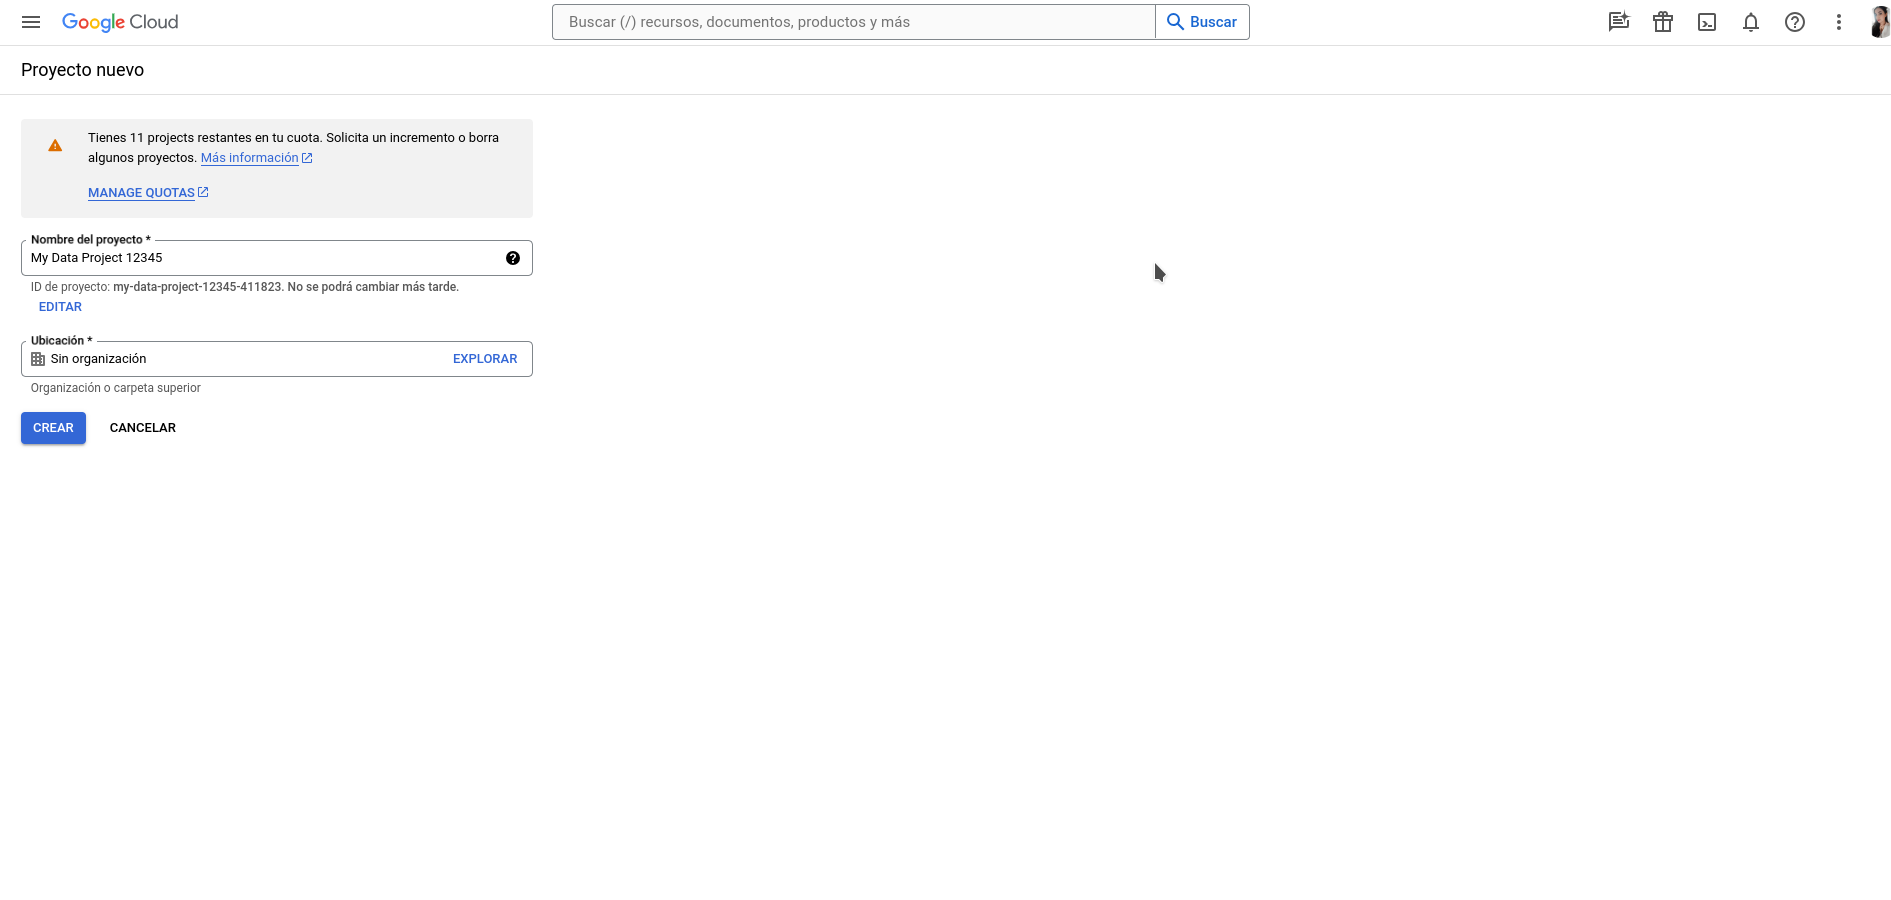 Google Cloud
Buscar (/) recursos, documentos, productos y más
Buscar
Proyecto nuevo
Tienes 11 projects restantes en tu cuota. Solicita un incremento o borra
algunos proyectos. Más información
MANAGE QUOTAS
Nombre del proyecto *
My Data Project 12345
ID de proyecto: my-data-project-12345-411823. No se podrá cambiar más tarde.
EDITAR
Ubicación *
Sin organización
EXPLORAR
Organización o carpeta superior
CREAR
CANCELAR